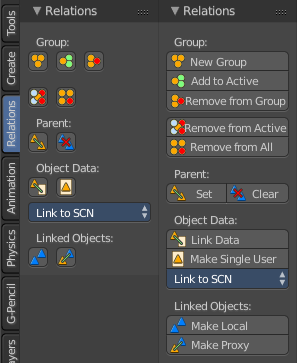 Tools
Create
Relations
Animation
Physics
G-Pencil
ayers
Relations
Group:
Parent:
Object Data:
Link to SCN
Linked Objects:
Relations
Group:
New Group
Add to Active
Remove from Group
Remove from Active
Remove from All
Parent:
Set Clear
Object Data:
Link Data
Make Single User
Link to SCN
Linked Objects:
Make Local
Make Proxy